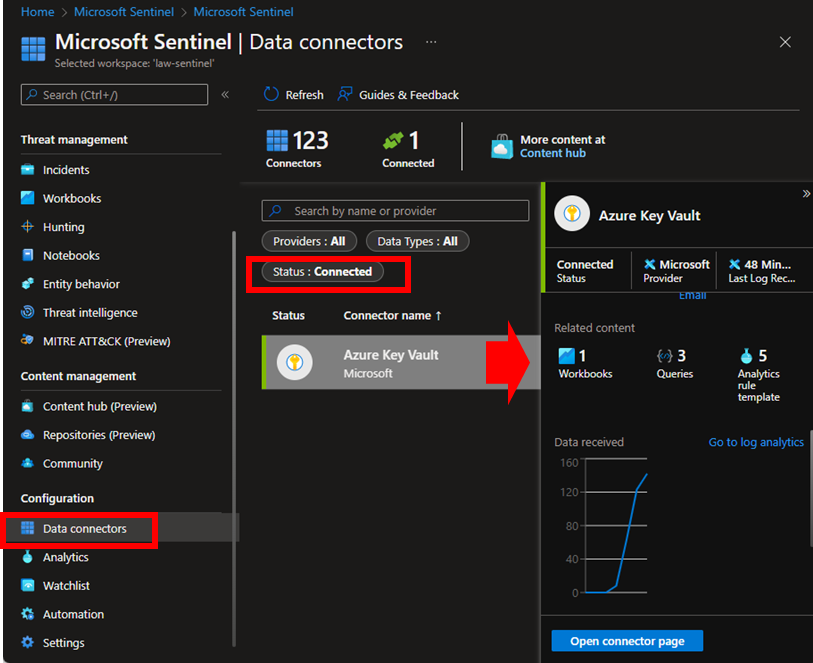 Home > Microsoft Sentinel > Microsoft Sentinel
Microsoft Sentinel | Data connectors ...
Selected workspace: 'law-sentinel'
Search (Ctrl+/)
«
Refresh
Guides & Feedback
123
Connectors
1
Connected
More content at
Content hub
Threat management
Incidents
Workbooks
Hunting
Notebooks
Entity behavior
Threat intelligence
MITRE ATT&CK (Preview)
Content management
Content hub (Preview)
Repositories (Preview)
Community
Configuration
Data connectors
Analytics
Watchlist
Automation
Settings
Search by name or provider
Providers : All
Data Types : All
Status : Connected
Status
Connector name ↑
Azure Key Vault
Microsoft
»
Azure Key Vault
Connected
Status
Microsoft
Provider
48 Min...
Last Log Rec...
Email
Related content
1
Workbooks
3
Queries
5
Analytics
rule
template
Data received
Go to log analytics
160
120
80
40
0
Open connector page